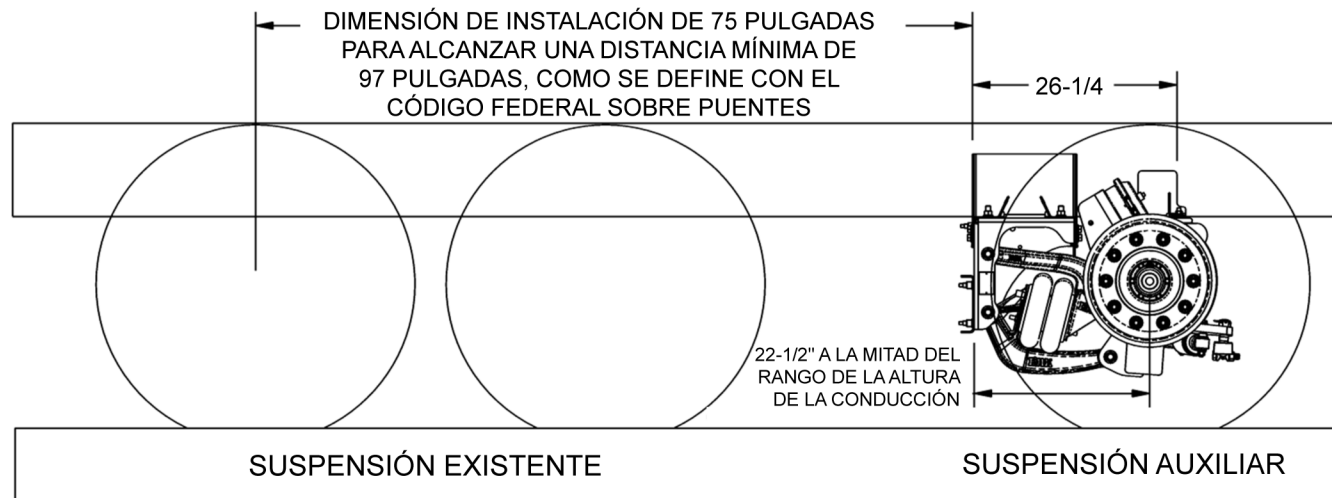 DIMENSIÓN DE INSTALACIÓN DE 75 PULGADAS
PARA ALCANZAR UNA DISTANCIA MÍNIMA DE
97 PULGADAS, COMO SE DEFINE CON EL
CÓDIGO FEDERAL SOBRE PUENTES
26-1/4
22-1/2" A LA MITAD DEL
RANGO DE LA ALTURA
DE LA CONDUCCIÓN
SUSPENSIÓN EXISTENTE
SUSPENSIÓN AUXILIAR